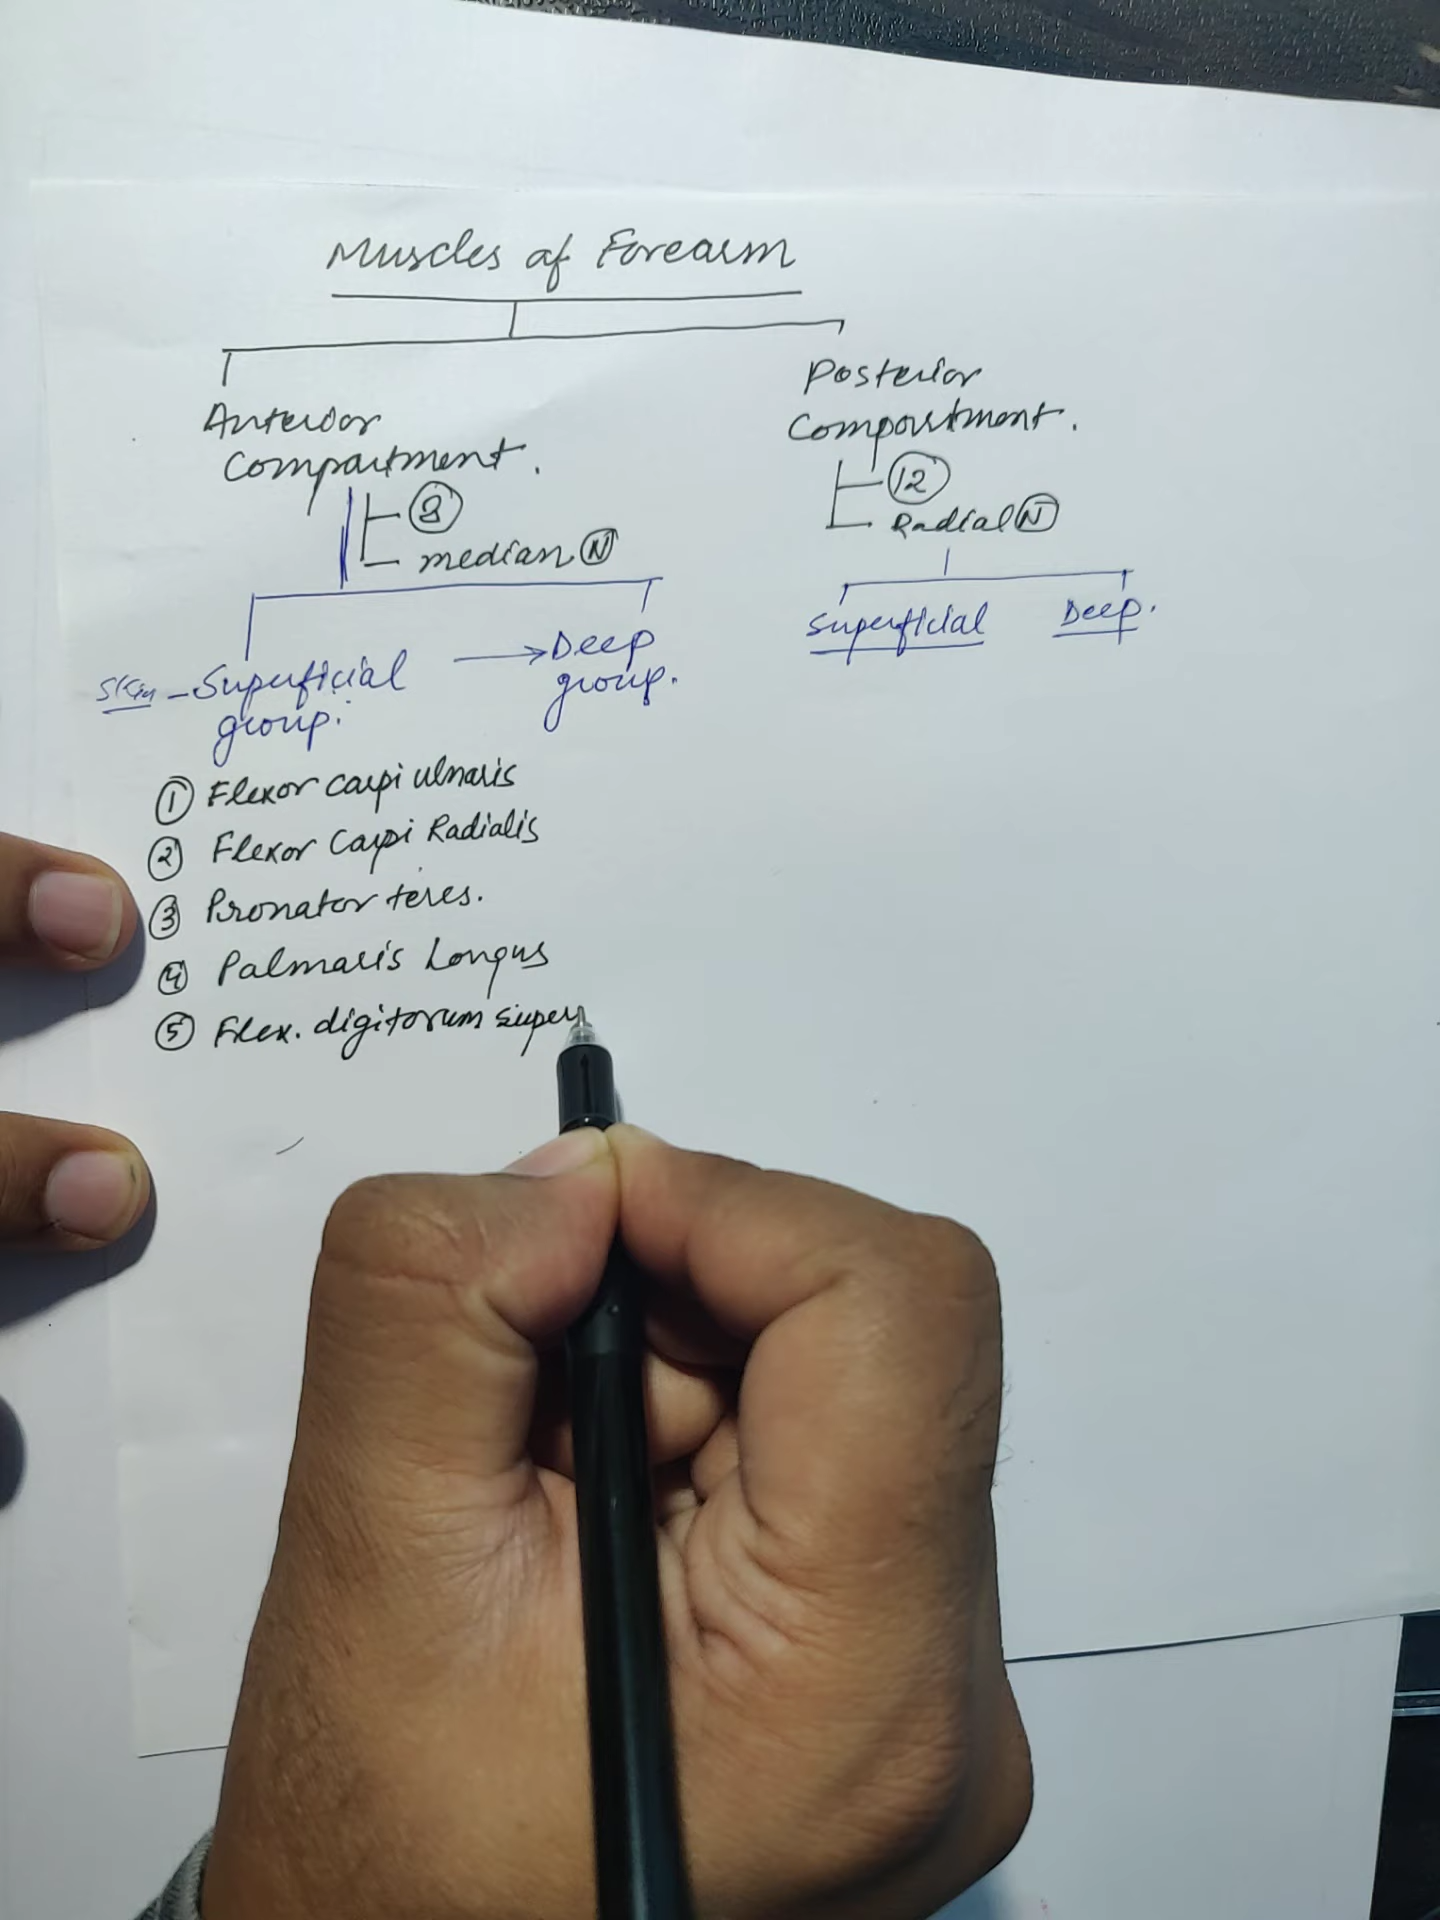 Muscles of Forearm
Anterior
Compartment.
8
median N
Superficial
group.
Skin
Deep
group.
① Flexor carpi ulnaris
② Flexor Carpi Radialis
③ Pronator teres.
④ Palmaris Longus
⑤ Flex. digitorum super
Posterior
Compartment.
12
Radial N
Superficial
Deep.